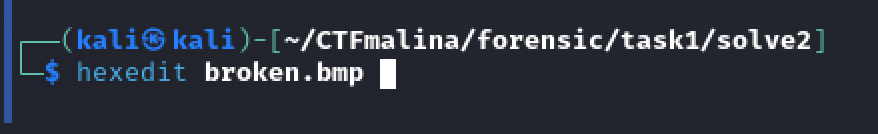 ┌──(kali㉿kali)-[~/CTFmalina/forensic/task1/solve2]
└─$ hexedit broken.bmp